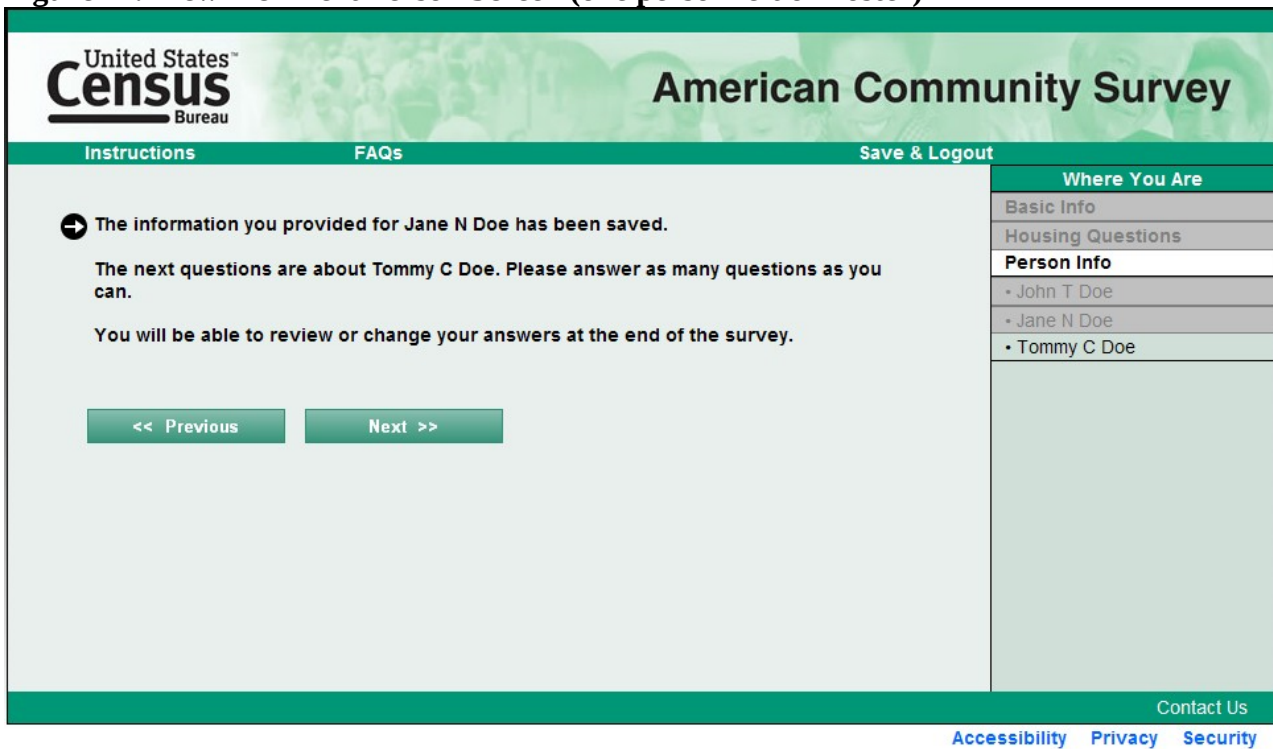 United States™
Census
Bureau
American Community Survey
Instructions FAQs Save & Logout
Where You Are
Basic Info
Housing Questions
Person Info
• John T Doe
• Jane N Doe
• Tommy C Doe
The information you provided for Jane N Doe has been saved.
The next questions are about Tommy C Doe. Please answer as many questions as you
can.
You will be able to review or change your answers at the end of the survey.
<< Previous Next >>
Contact Us
Accessibility Privacy Security